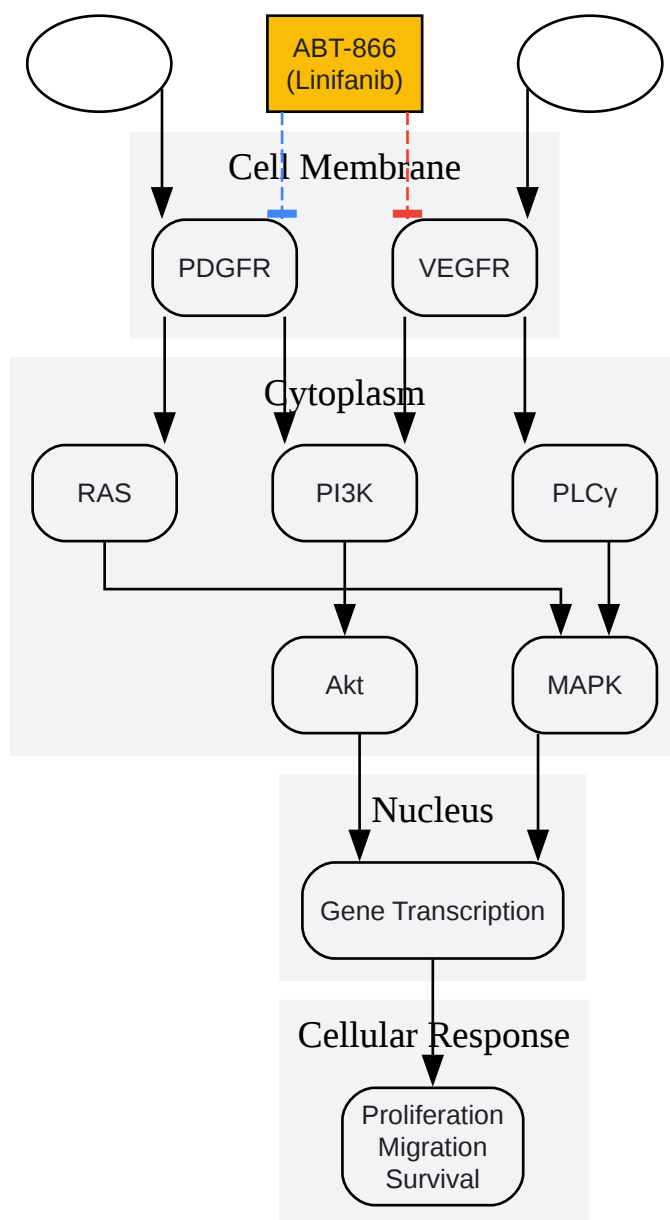 ABT-866
(Linifanib)
Cell Membrane
PDGFR
VEGFR
Cytoplasm
RAS
PI3K
PLCγ
Akt
MAPK
Nucleus
Gene Transcription
Cellular Response
Proliferation
Migration
Survival